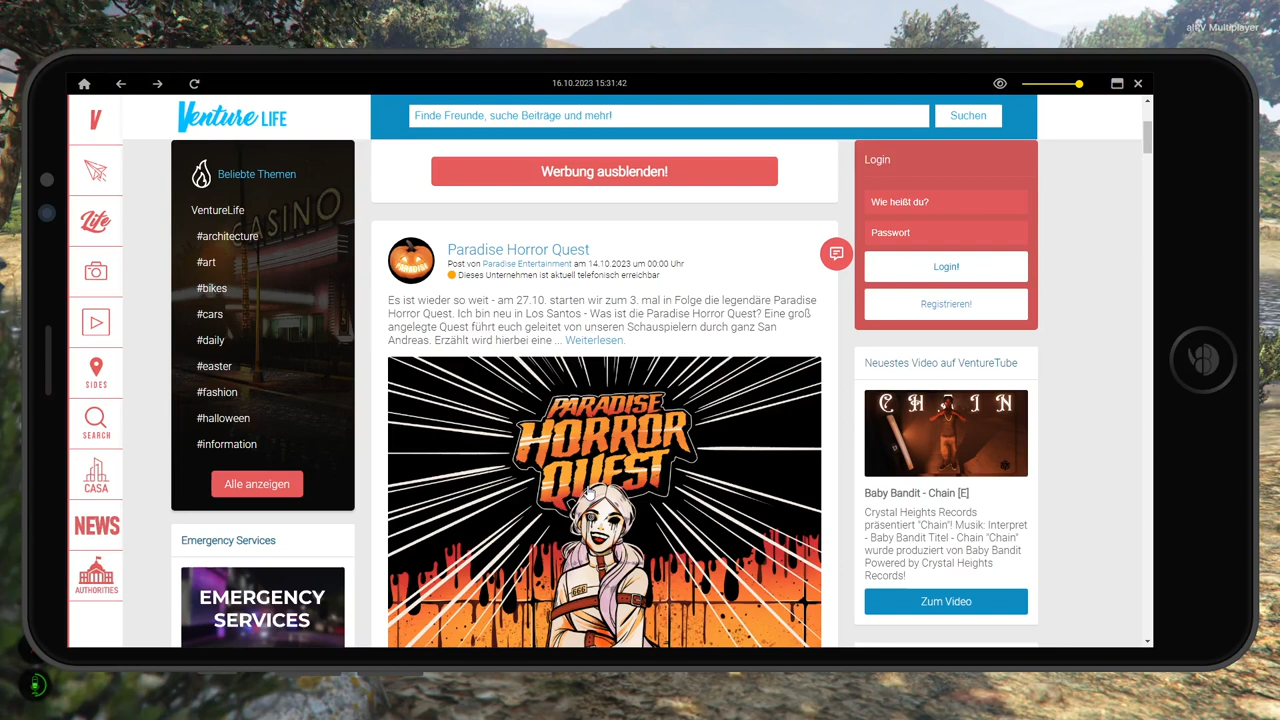 altV Multiplayer
16.10.2023 15:31:42
V
Venture LIFE
Finde Freunde, suche Beiträge und mehr!
Suchen
Life
SIDES
SEARCH
CASA
NEWS
AUTHORITIES
CASINO
Beliebte Themen
VentureLife
#architecture
#art
#bikes
#cars
#daily
#easter
#fashion
#halloween
#information
Alle anzeigen
Emergency Services
EMERGENCY
SERVICES
Werbung ausblenden!
PARADISE
Paradise Horror Quest
Post von Paradise Entertainment am 14.10.2023 um 00:00 Uhr
Dieses Unternehmen ist aktuell telefonisch erreichbar
Es ist wieder so weit - am 27.10. starten wir zum 3. mal in Folge die legendäre Paradise
Horror Quest. Ich bin neu in Los Santos - Was ist die Paradise Horror Quest? Eine groß
angelegte Quest führt euch geleitet von unseren Schauspielern durch ganz San
Andreas. Erzählt wird hierbei eine ... Weiterlesen.
PARADISE
HORROR
QUEST
Login
Wie heißt du?
Passwort
Login!
Registrieren!
Neuestes Video auf VentureTube
CHAIN
Baby Bandit - Chain [E]
Crystal Heights Records
präsentiert "Chain"! Musik: Interpret
- Baby Bandit Titel - Chain "Chain"
wurde produziert von Baby Bandit
Powered by Crystal Heights
Records!
Zum Video